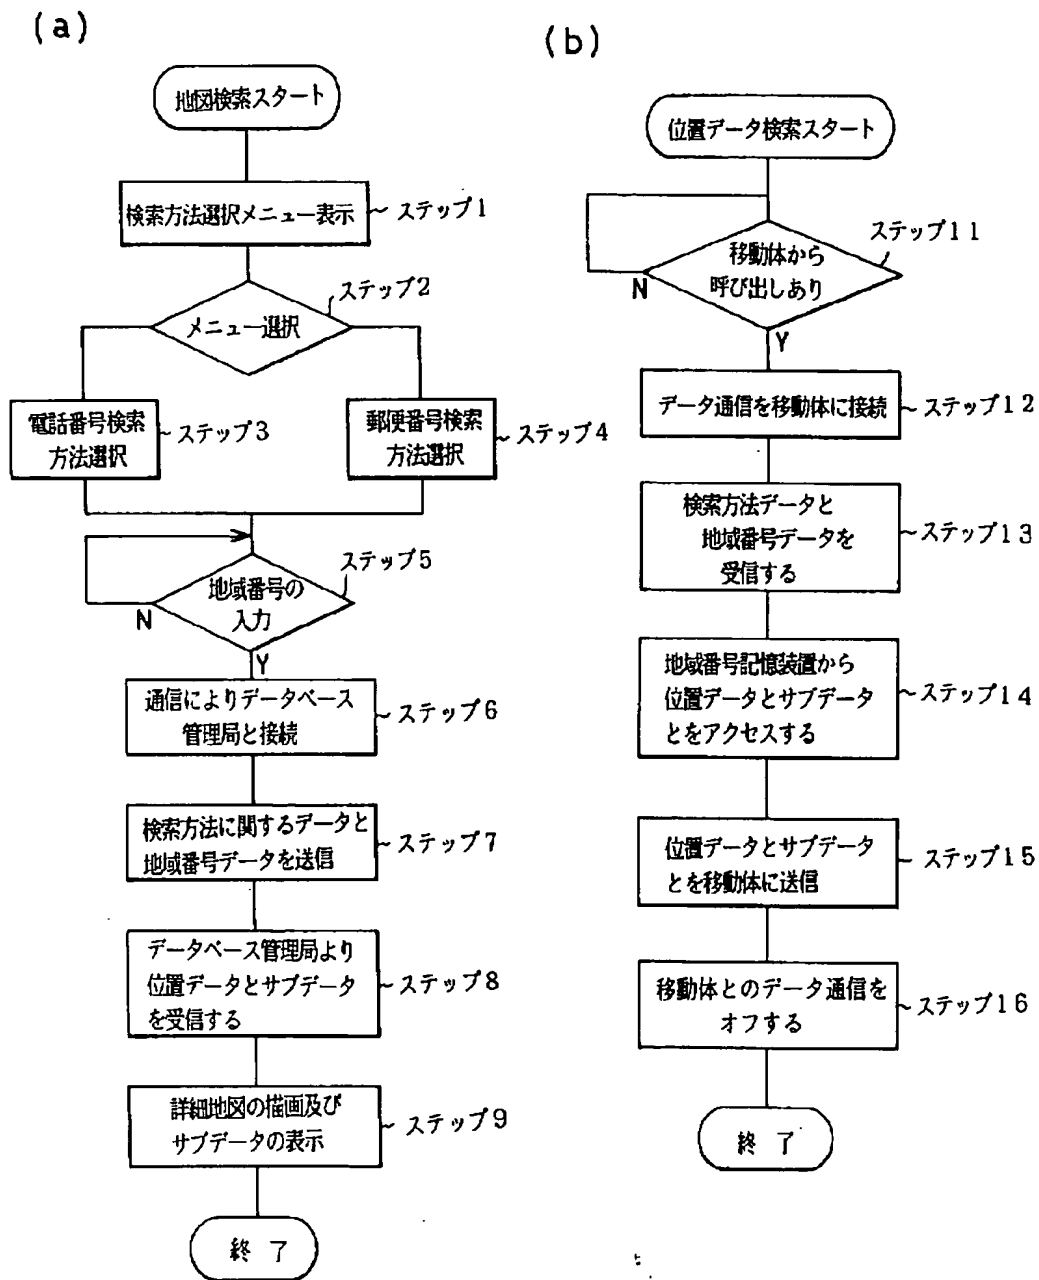 (a)
地図検索スタート
検索方法選択メニュー表示
ステップ1
ステップ2
メニュー選択
電話番号検索
方法選択
ステップ3
郵便番号検索
方法選択
ステップ4
ステップ5
地域番号の
入力
N
Y
通信によりデータベース
管理局と接続
ステップ6
検索方法に関するデータと
地域番号データを送信
ステップ7
データベース管理局より
位置データとサブデータ
を受信する
ステップ8
詳細地図の描画及び
サブデータの表示
ステップ9
終了
(b)
位置データ検索スタート
ステップ11
移動体から
呼び出しあり
N
Y
データ通信を移動体に接続
ステップ12
検索方法データと
地域番号データを
受信する
ステップ13
地域番号記憶装置から
位置データとサブデータ
とをアクセスする
ステップ14
位置データとサブデータ
とを移動体に送信
ステップ15
移動体とのデータ通信を
オフする
ステップ16
終了